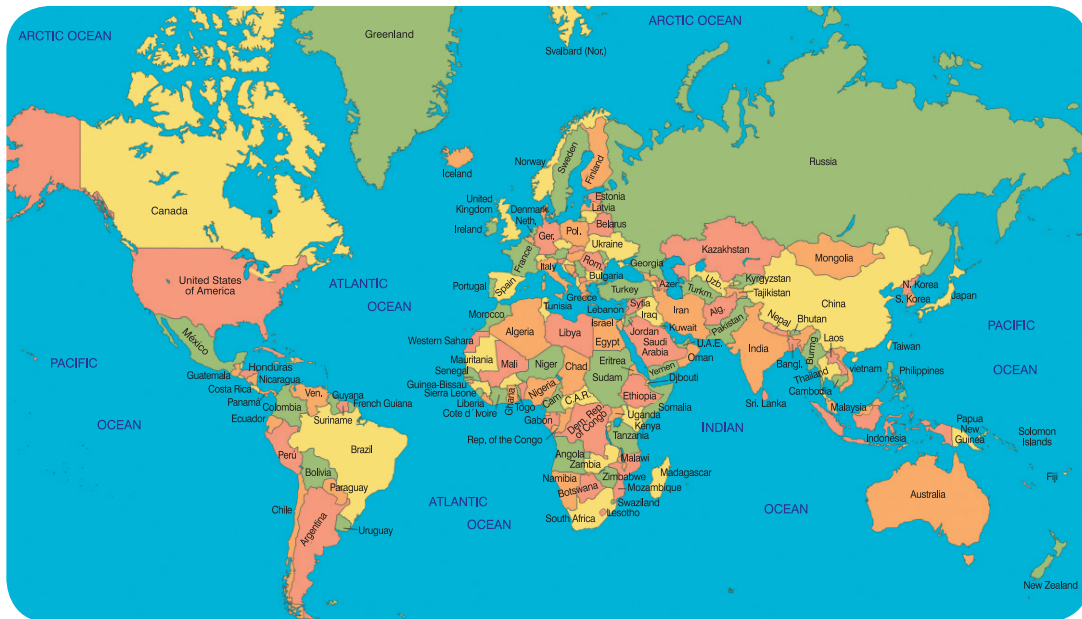 ARCTIC OCEAN
Greenland
ARCTIC OCEAN
Svalbard (Nor.)
Iceland
Norway
Sweden
Finland
Russia
Canada
United
Kingdom
Ireland
Denmark
Neth.
Estonia
Latvia
Belarus
Ger.
Pol.
Ukraine
France
Rom.
Italy
Bulgaria
Georgia
Kazakhstan
Mongolia
United States
of America
ATLANTIC
OCEAN
Portugal
Spain
Greece
Turkey
Azer.
Uzb.
Turkm.
Kyrgyzstan
Tajikistan
China
N. Korea
S. Korea
Japan
Morocco
Tunisia
Lebanon
Syria
Iraq
Iran
Alg.
Pakistan
Nepal
Bhutan
Western Sahara
Algeria
Libya
Israel
Egypt
Jordan
Kuwait
Saudi
Arabia
U.A.E.
Oman
India
Bangl.
Burma
Laos
Taiwan
PACIFIC
OCEAN
México
Honduras
Guatemala
Nicaragua
Costa Rica
Panamá
Ven.
Guyana
French Guiana
Colombia
Suriname
Ecuador
Mauritania
Mali
Niger
Chad
Eritrea
Sudam
Yemen
Djibouti
Senegal
Guinea-Bissau
Sierra Leone
Liberia
Cote d´Ivoire
Ghana
Togo
Nigeria
Cam.
C.A.R.
Ethiopia
Somalia
Thailand
vietnam
Cambodia
Philippines
Sri. Lanka
Malaysia
PACIFIC
OCEAN
Brazil
Perú
Bolivia
Paraguay
Chile
Argentina
Uruguay
Gabon
Rep, of the Congo
Den. Rep.
of Congo
Uganda
Kenya
Tanzania
INDIAN
OCEAN
Indonesia
Papua
New
Guinea
Solomon
Islands
Fiji
Angola
Zambia
Malawi
Madagascar
Namibia
Zimbabwe
Botswana
Mozambique
Swaziland
Lesotho
South Africa
ATLANTIC
OCEAN
Australia
New Zealand